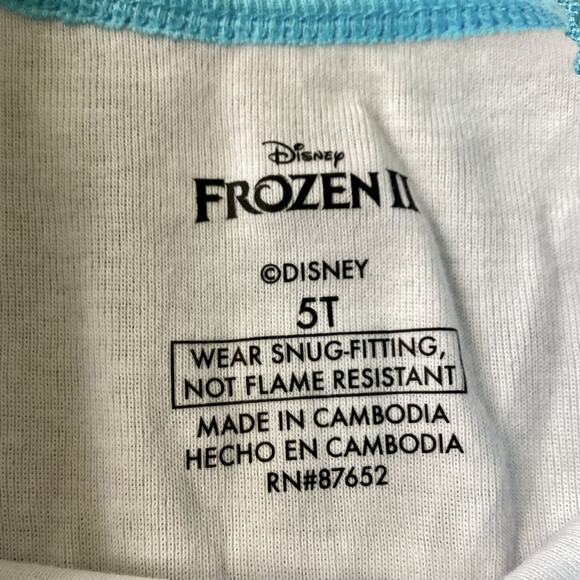 Disney
FROZEN II
©DISNEY
5T
WEAR SNUG-FITTING,
NOT FLAME RESISTANT
MADE IN CAMBODIA
HECHO EN CAMBODIA
RN#87652